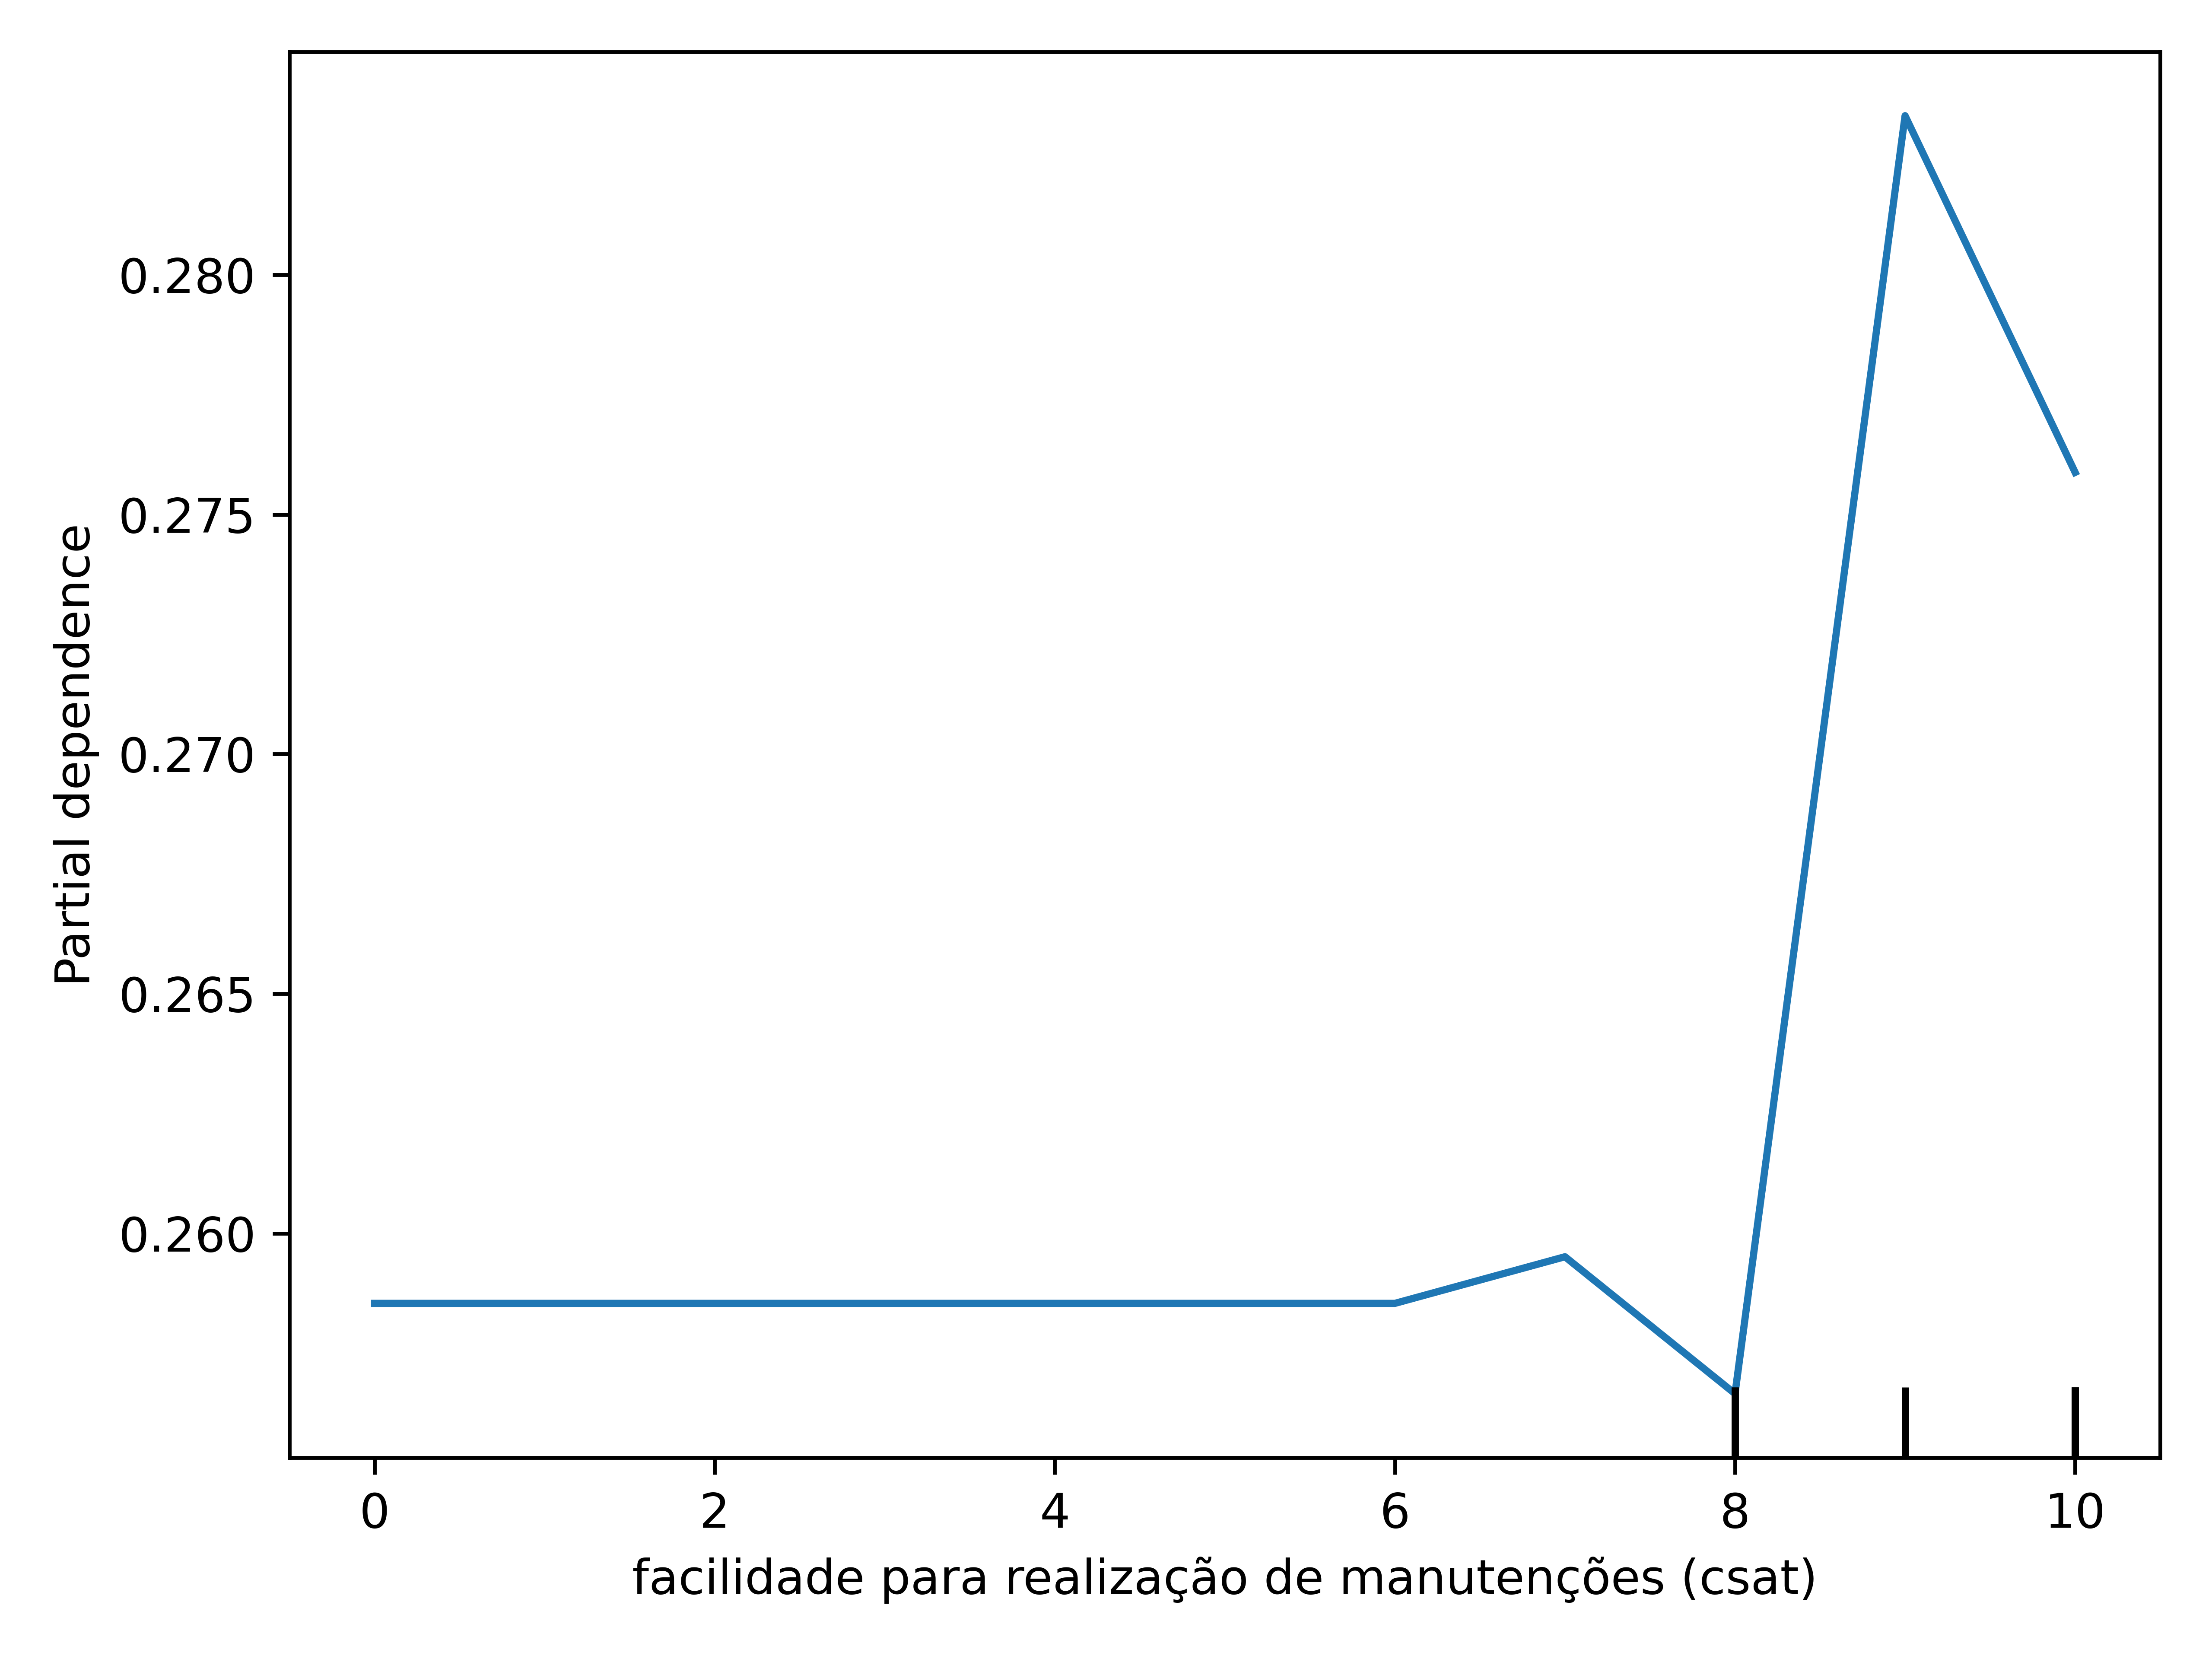 0.280
0.275
0.270
0.265
0.260
Partial dependence
0 2 4 6 8 10
facilidade para realização de manutenções (csat)